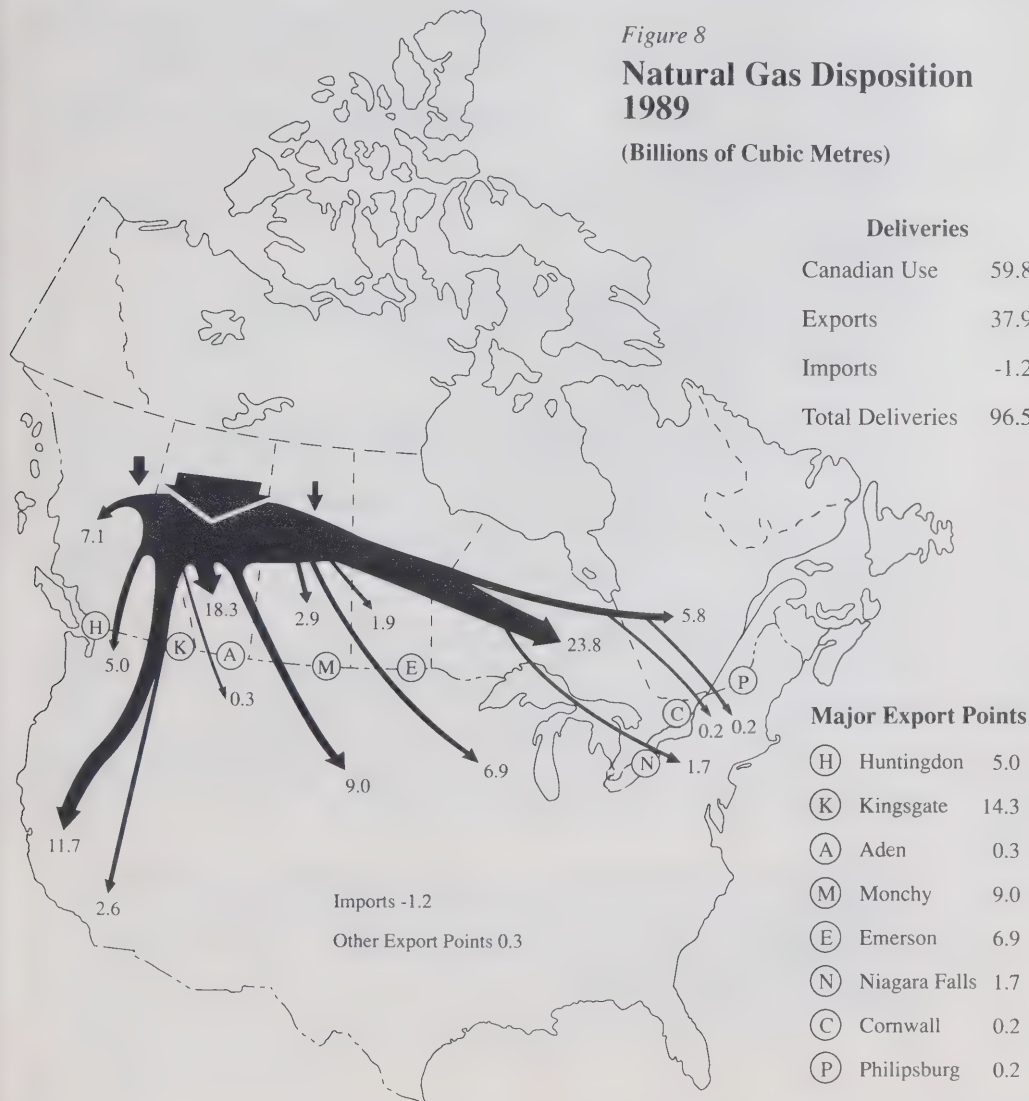 Figure 8
Natural Gas Disposition
1989
(Billions of Cubic Metres)
Deliveries
Canadian Use 59.8
Exports 37.9
Imports -1.2
Total Deliveries 96.5
7.1
18.3
2.9
1.9
5.8
23.8
H
K
A
M
E
C
P
N
5.0
0.3
0.2 0.2
1.7
6.9
9.0
11.7
2.6
Imports -1.2
Other Export Points 0.3
Major Export Points
H Huntingdon 5.0
K Kingsgate 14.3
A Aden 0.3
M Monchy 9.0
E Emerson 6.9
N Niagara Falls 1.7
C Cornwall 0.2
P Philipsburg 0.2